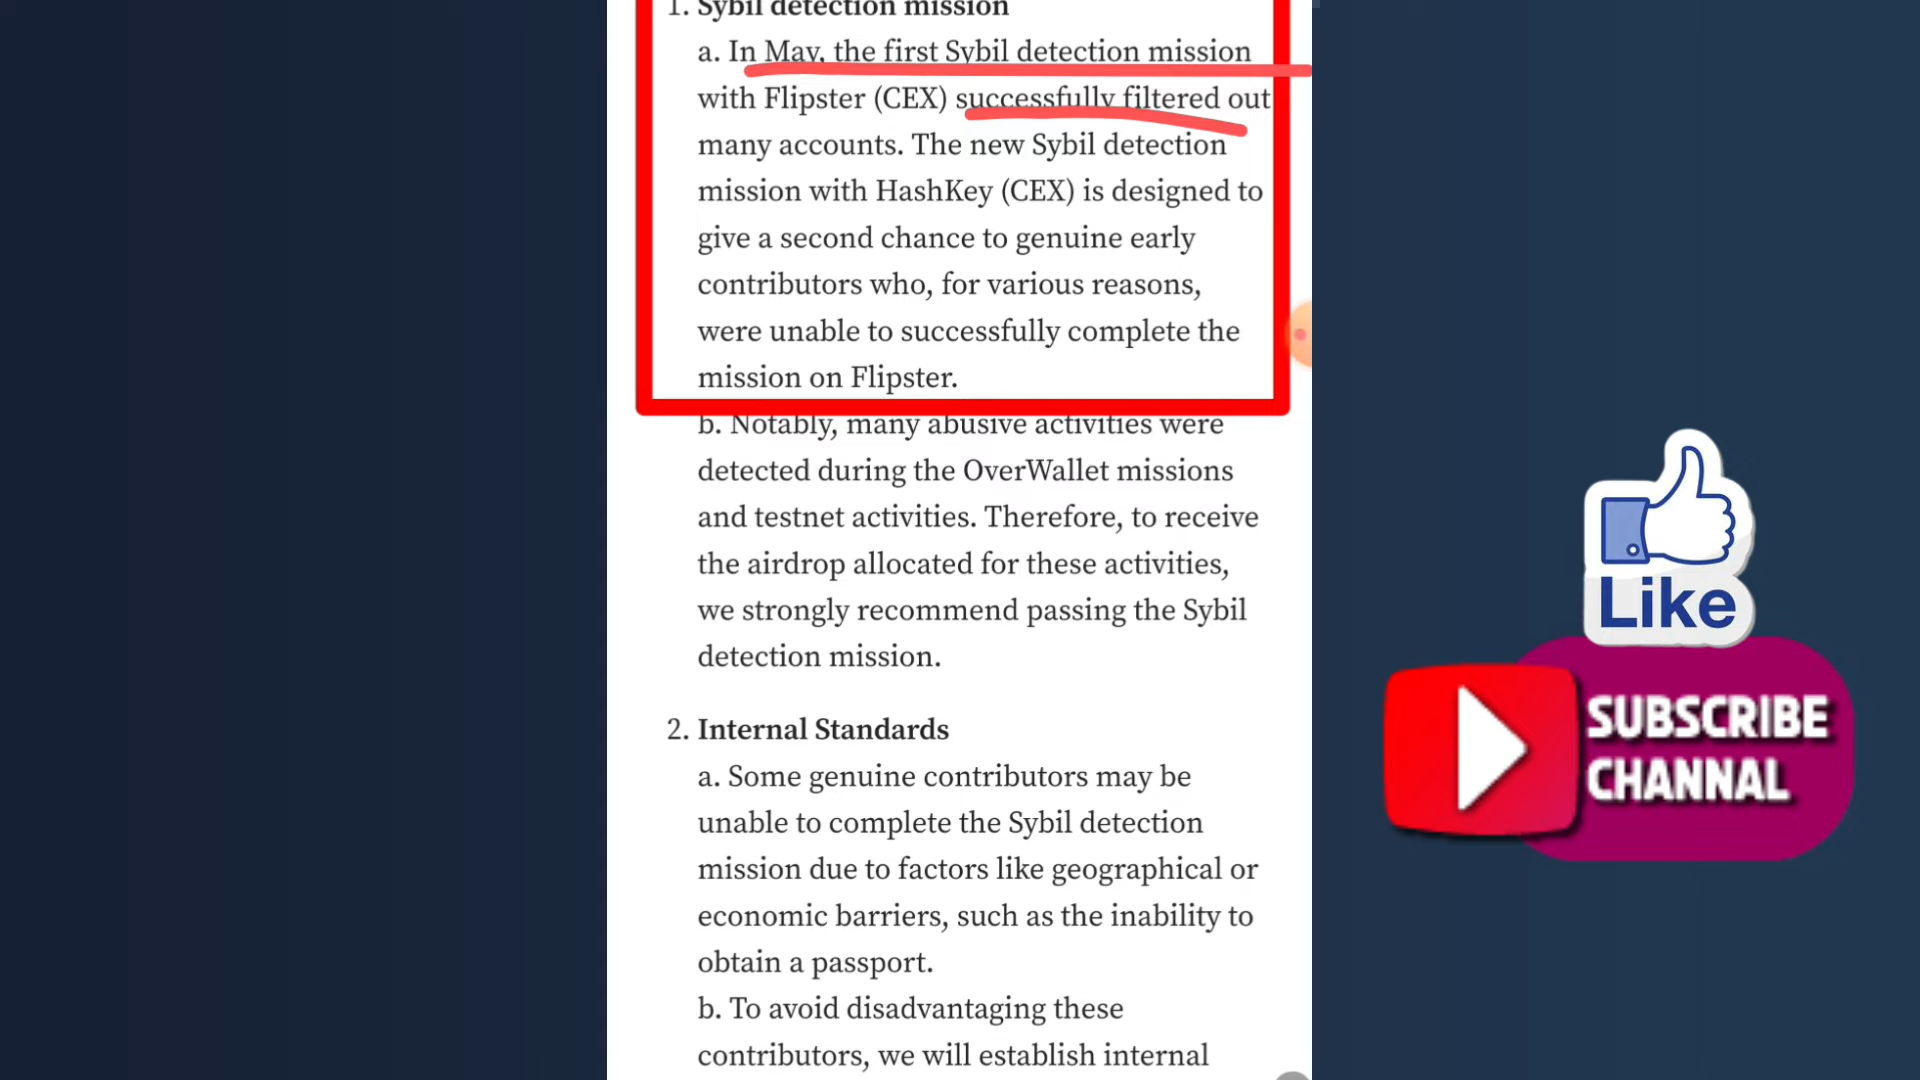 1. Sybil detection mission
a. In May, the first Sybil detection mission
with Flipster (CEX) successfully filtered out
many accounts. The new Sybil detection
mission with HashKey (CEX) is designed to
give a second chance to genuine early
contributors who, for various reasons,
were unable to successfully complete the
mission on Flipster.
b. Notably, many abusive activities were
detected during the OverWallet missions
and testnet activities. Therefore, to receive
the airdrop allocated for these activities,
we strongly recommend passing the Sybil
detection mission.
2. Internal Standards
a. Some genuine contributors may be
unable to complete the Sybil detection
mission due to factors like geographical or
economic barriers, such as the inability to
obtain a passport.
b. To avoid disadvantaging these
contributors, we will establish internal
Like
SUBSCRIBE
CHANNAL